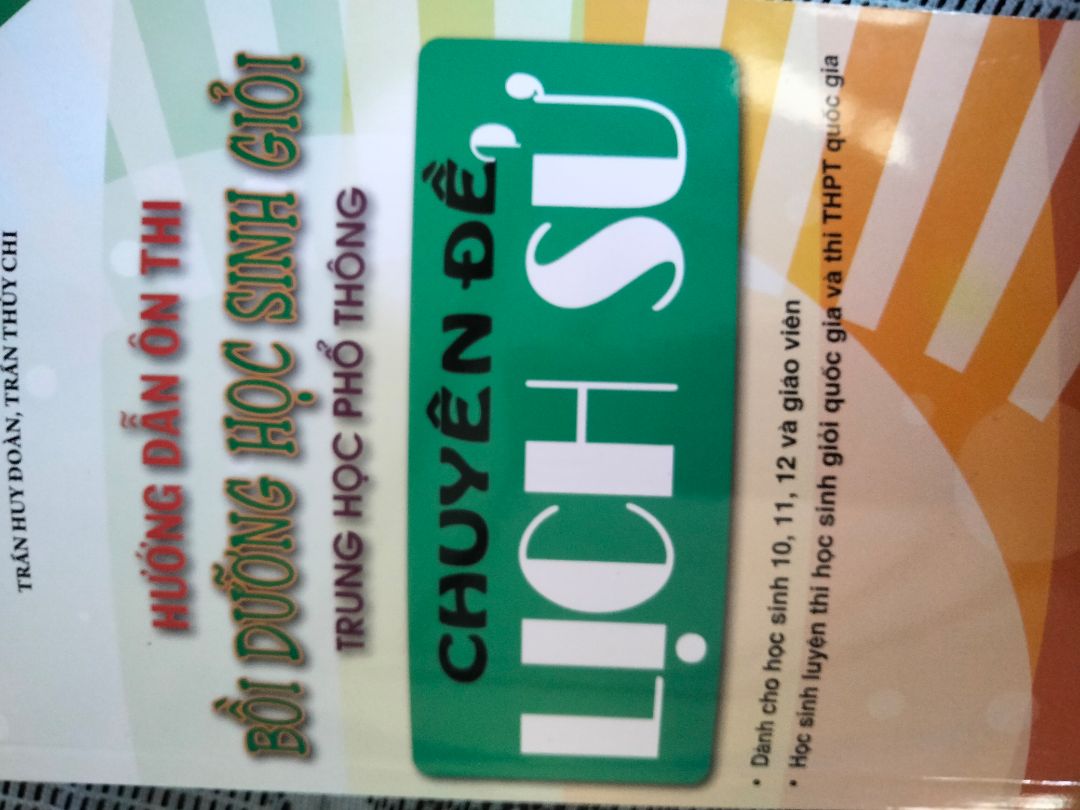 TRẦN HUY ĐOÀN, TRẦN THÙY CHI
HƯỚNG DẪN ÔN THI
BỒI DƯỠNG HỌC SINH GIỎI
TRUNG HỌC PHỔ THÔNG
CHUYÊN ĐỀ
LỊCH SỬ
• Dành cho học sinh 10, 11, 12 và giáo viên
• Học sinh luyện thi học sinh giỏi quốc gia và thi THPT quốc gia